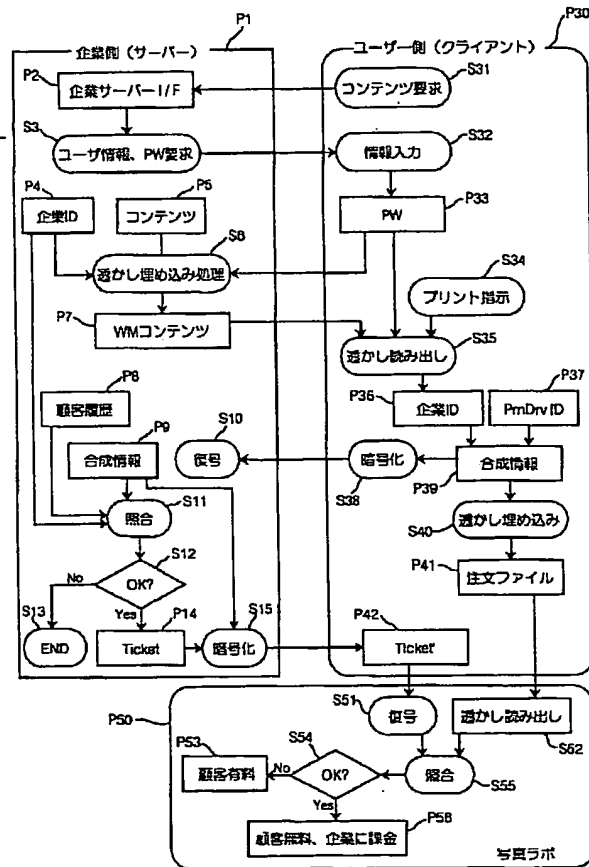 P1
P30
企業側（サーバー）
ユーザー側（クライアント）
P2
企業サーバーI/F
S31
コンテンツ要求
S3
ユーザ情報、PW要求
S32
情報入力
P4
企業ID
P5
コンテンツ
P33
PW
S6
透かし埋め込み処理
S34
プリント指示
P7
WMコンテンツ
S35
透かし読み出し
P8
顧客履歴
P36
企業ID
P37
PrnDrv ID
P9
合成情報
S10
復号
S38
暗号化
P39
合成情報
S11
照合
S40
透かし埋め込み
S12
OK?
No
Yes
P41
注文ファイル
S13
END
P14
Ticket
S15
暗号化
P42
Ticket'
P50
S51
復号
透かし読み出し
S52
P53
顧客有料
S54
OK?
No
Yes
照合
S55
顧客無料、企業に課金
P56
写真ラボ